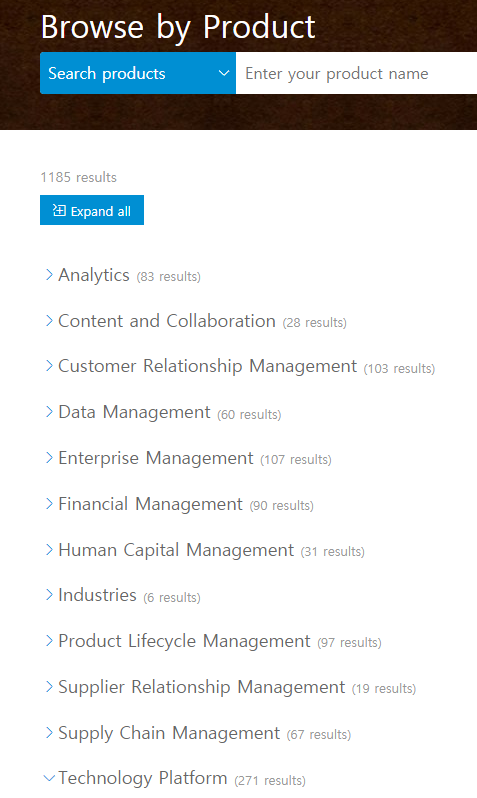 Browse by Product
Search products
Enter your product name
1185 results
Expand all
Analytics (83 results)
Content and Collaboration (28 results)
Customer Relationship Management (103 results)
Data Management (60 results)
Enterprise Management (107 results)
Financial Management (90 results)
Human Capital Management (31 results)
Industries (6 results)
Product Lifecycle Management (97 results)
Supplier Relationship Management (19 results)
Supply Chain Management (67 results)
Technology Platform (271 results)